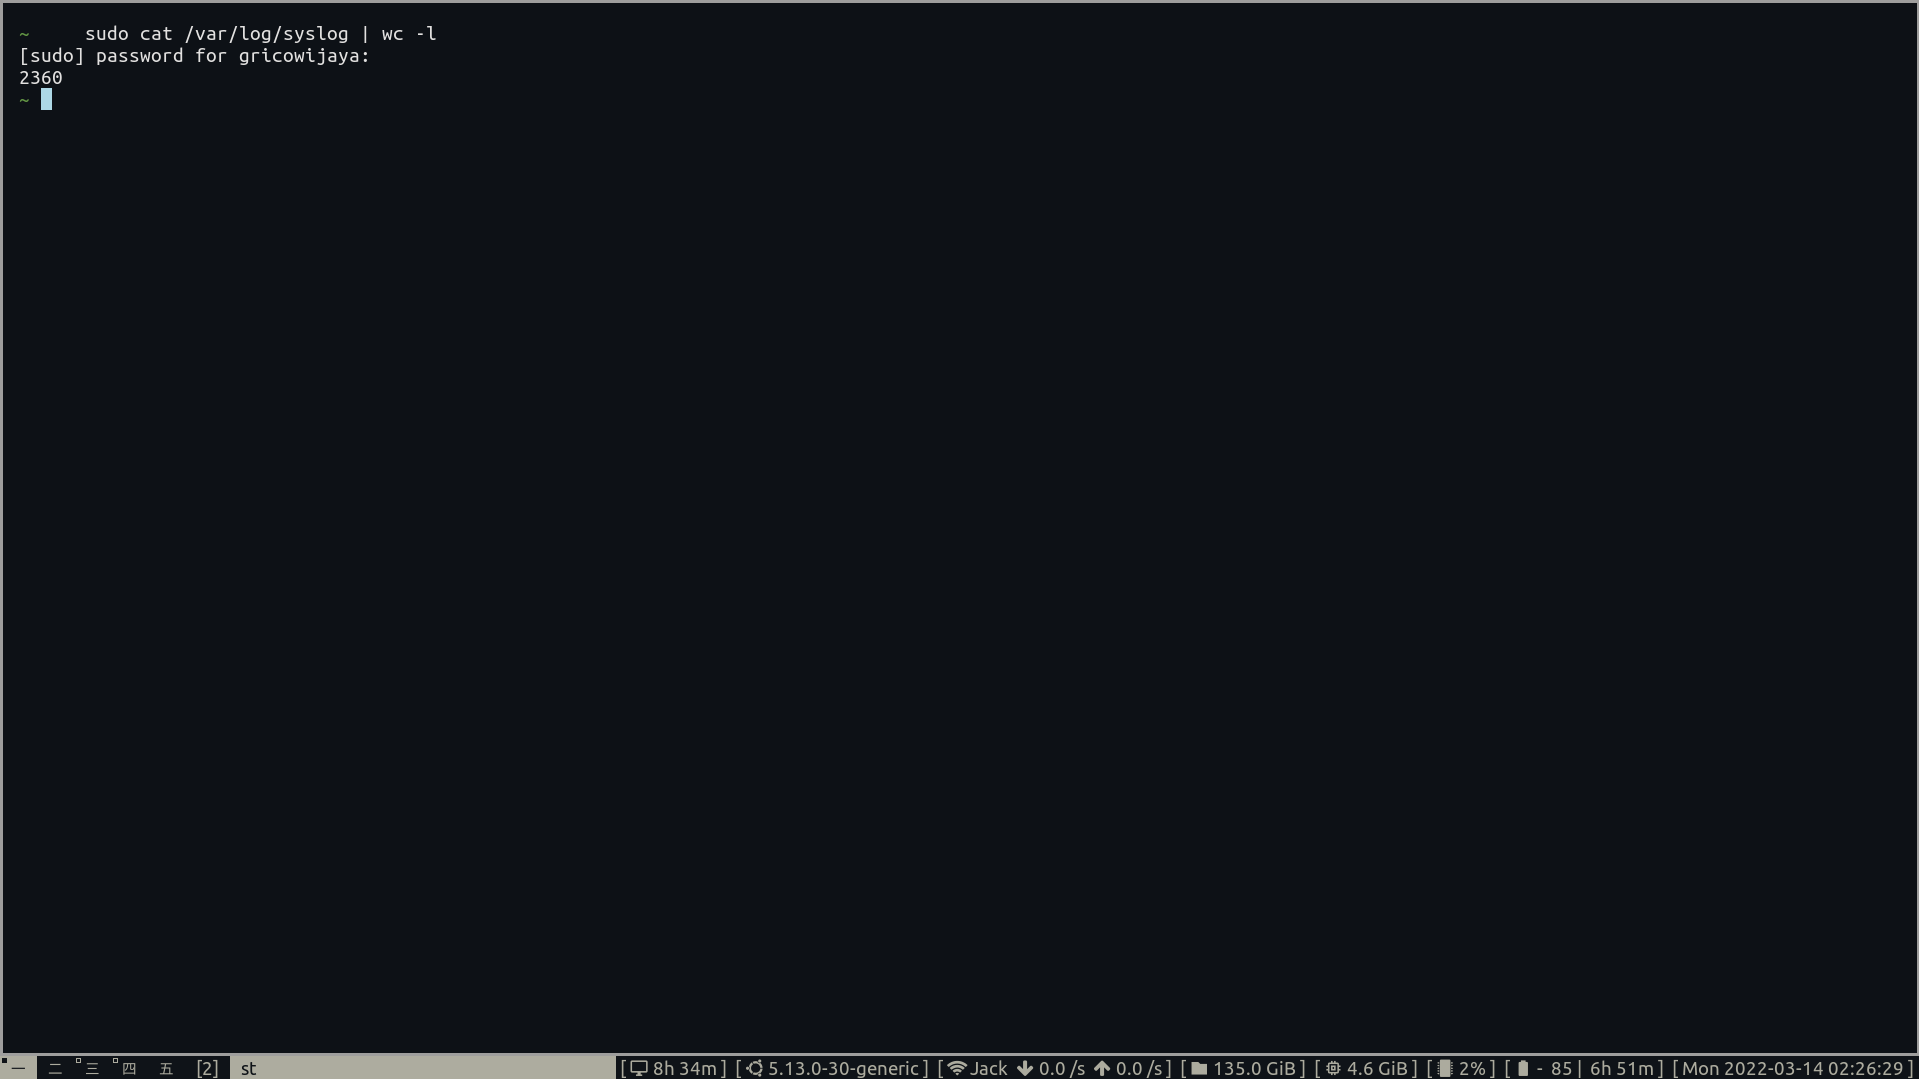 ~     sudo cat /var/log/syslog | wc -l
[sudo] password for gricowijaya:
2360
~
一 二 三 四 五 [2] st [ 8h 34m ] [ 5.13.0-30-generic ] [ Jack 0.0 /s 0.0 /s ] [ 135.0 GiB ] [ 4.6 GiB ] [ 2% ] [ - 85 | 6h 51m ] [ Mon 2022-03-14 02:26:29 ]